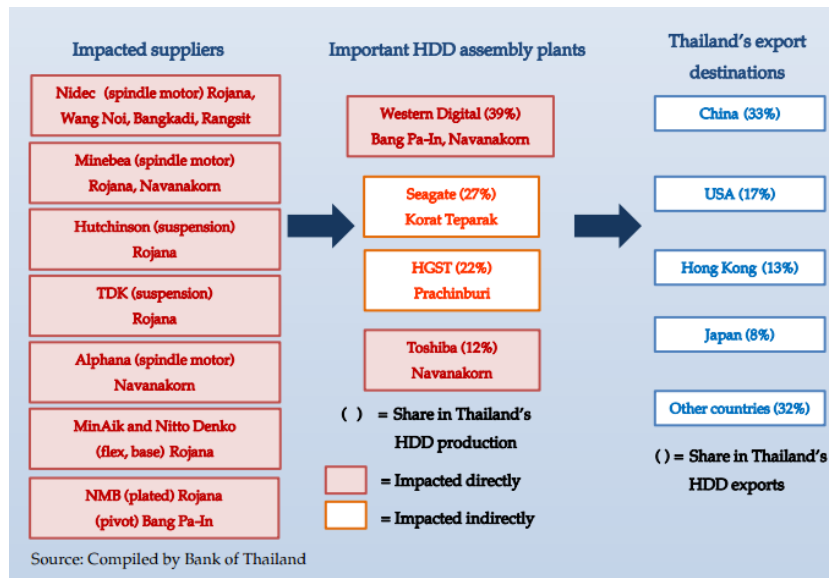 Impacted suppliers
Nidec (spindle motor) Rojana,
Wang Noi, Bangkadi, Rangsit
Minebea (spindle motor)
Rojana, Navanakorn
Hutchinson (suspension)
Rojana
TDK (suspension)
Rojana
Alphana (spindle motor)
Navanakorn
MinAik and Nitto Denko
(flex, base) Rojana
NMB (plated) Rojana
(pivot) Bang Pa-In
Important HDD assembly plants
Western Digital (39%)
Bang Pa-In, Navanakorn
Seagate (27%)
Korat Teparak
HGST (22%)
Prachinburi
Toshiba (12%)
Navanakorn
( ) = Share in Thailand's
HDD production
= Impacted directly
= Impacted indirectly
Thailand's export
destinations
China (33%)
USA (17%)
Hong Kong (13%)
Japan (8%)
Other countries (32%)
( ) = Share in Thailand's
HDD exports
Source: Compiled by Bank of Thailand